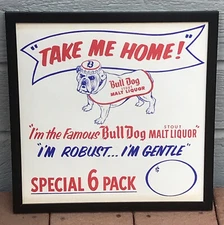 "TAKE ME HOME!"
B
Bull Dog
MALT LIQUOR
"I'm the famous Bull Dog STOUT MALT LIQUOR"
"I'M ROBUST... I'M GENTLE"
SPECIAL 6 PACK
¢